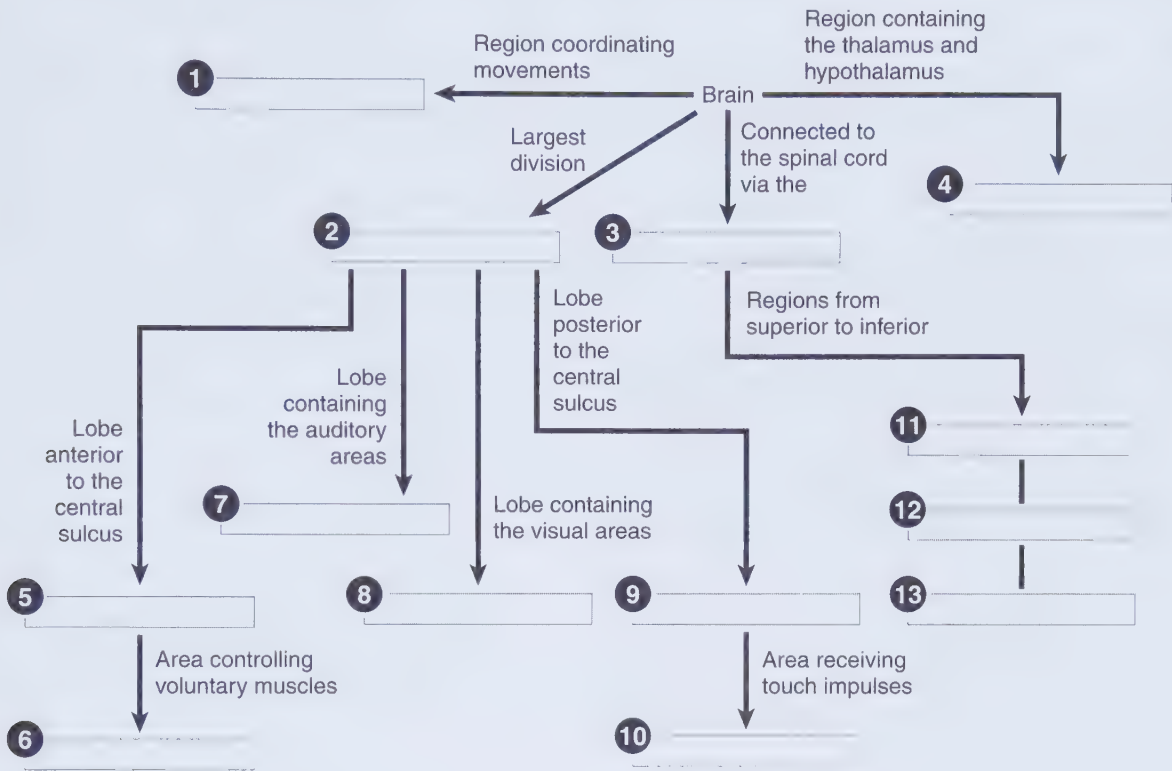 Region coordinating
movements
Region containing
the thalamus and
hypothalamus
1
Brain
Largest
division
Connected to
the spinal cord
via the
4
2
3
Lobe
posterior
to the
central
sulcus
Regions from
superior to inferior
Lobe
containing
the auditory
areas
Lobe
anterior
to the
central
sulcus
11
7
Lobe containing
the visual areas
12
5
8
9
13
Area controlling
voluntary muscles
Area receiving
touch impulses
6
10